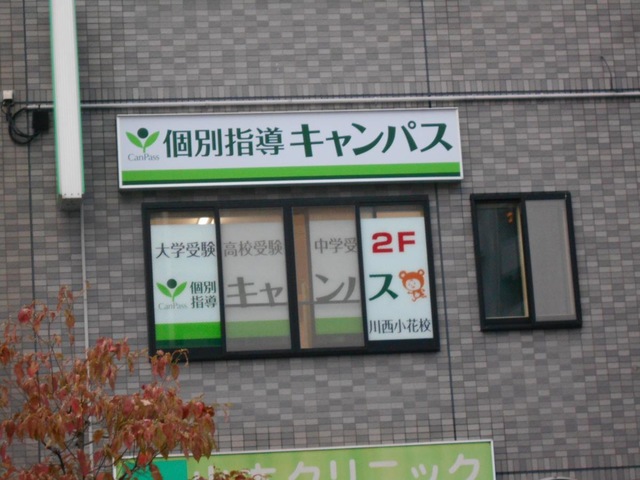 CanPass 個別指導 キャンパス
大学受験 高校受験 中学受
2F
CanPass 個別指導 キャンパス
川西小花校
クリニック